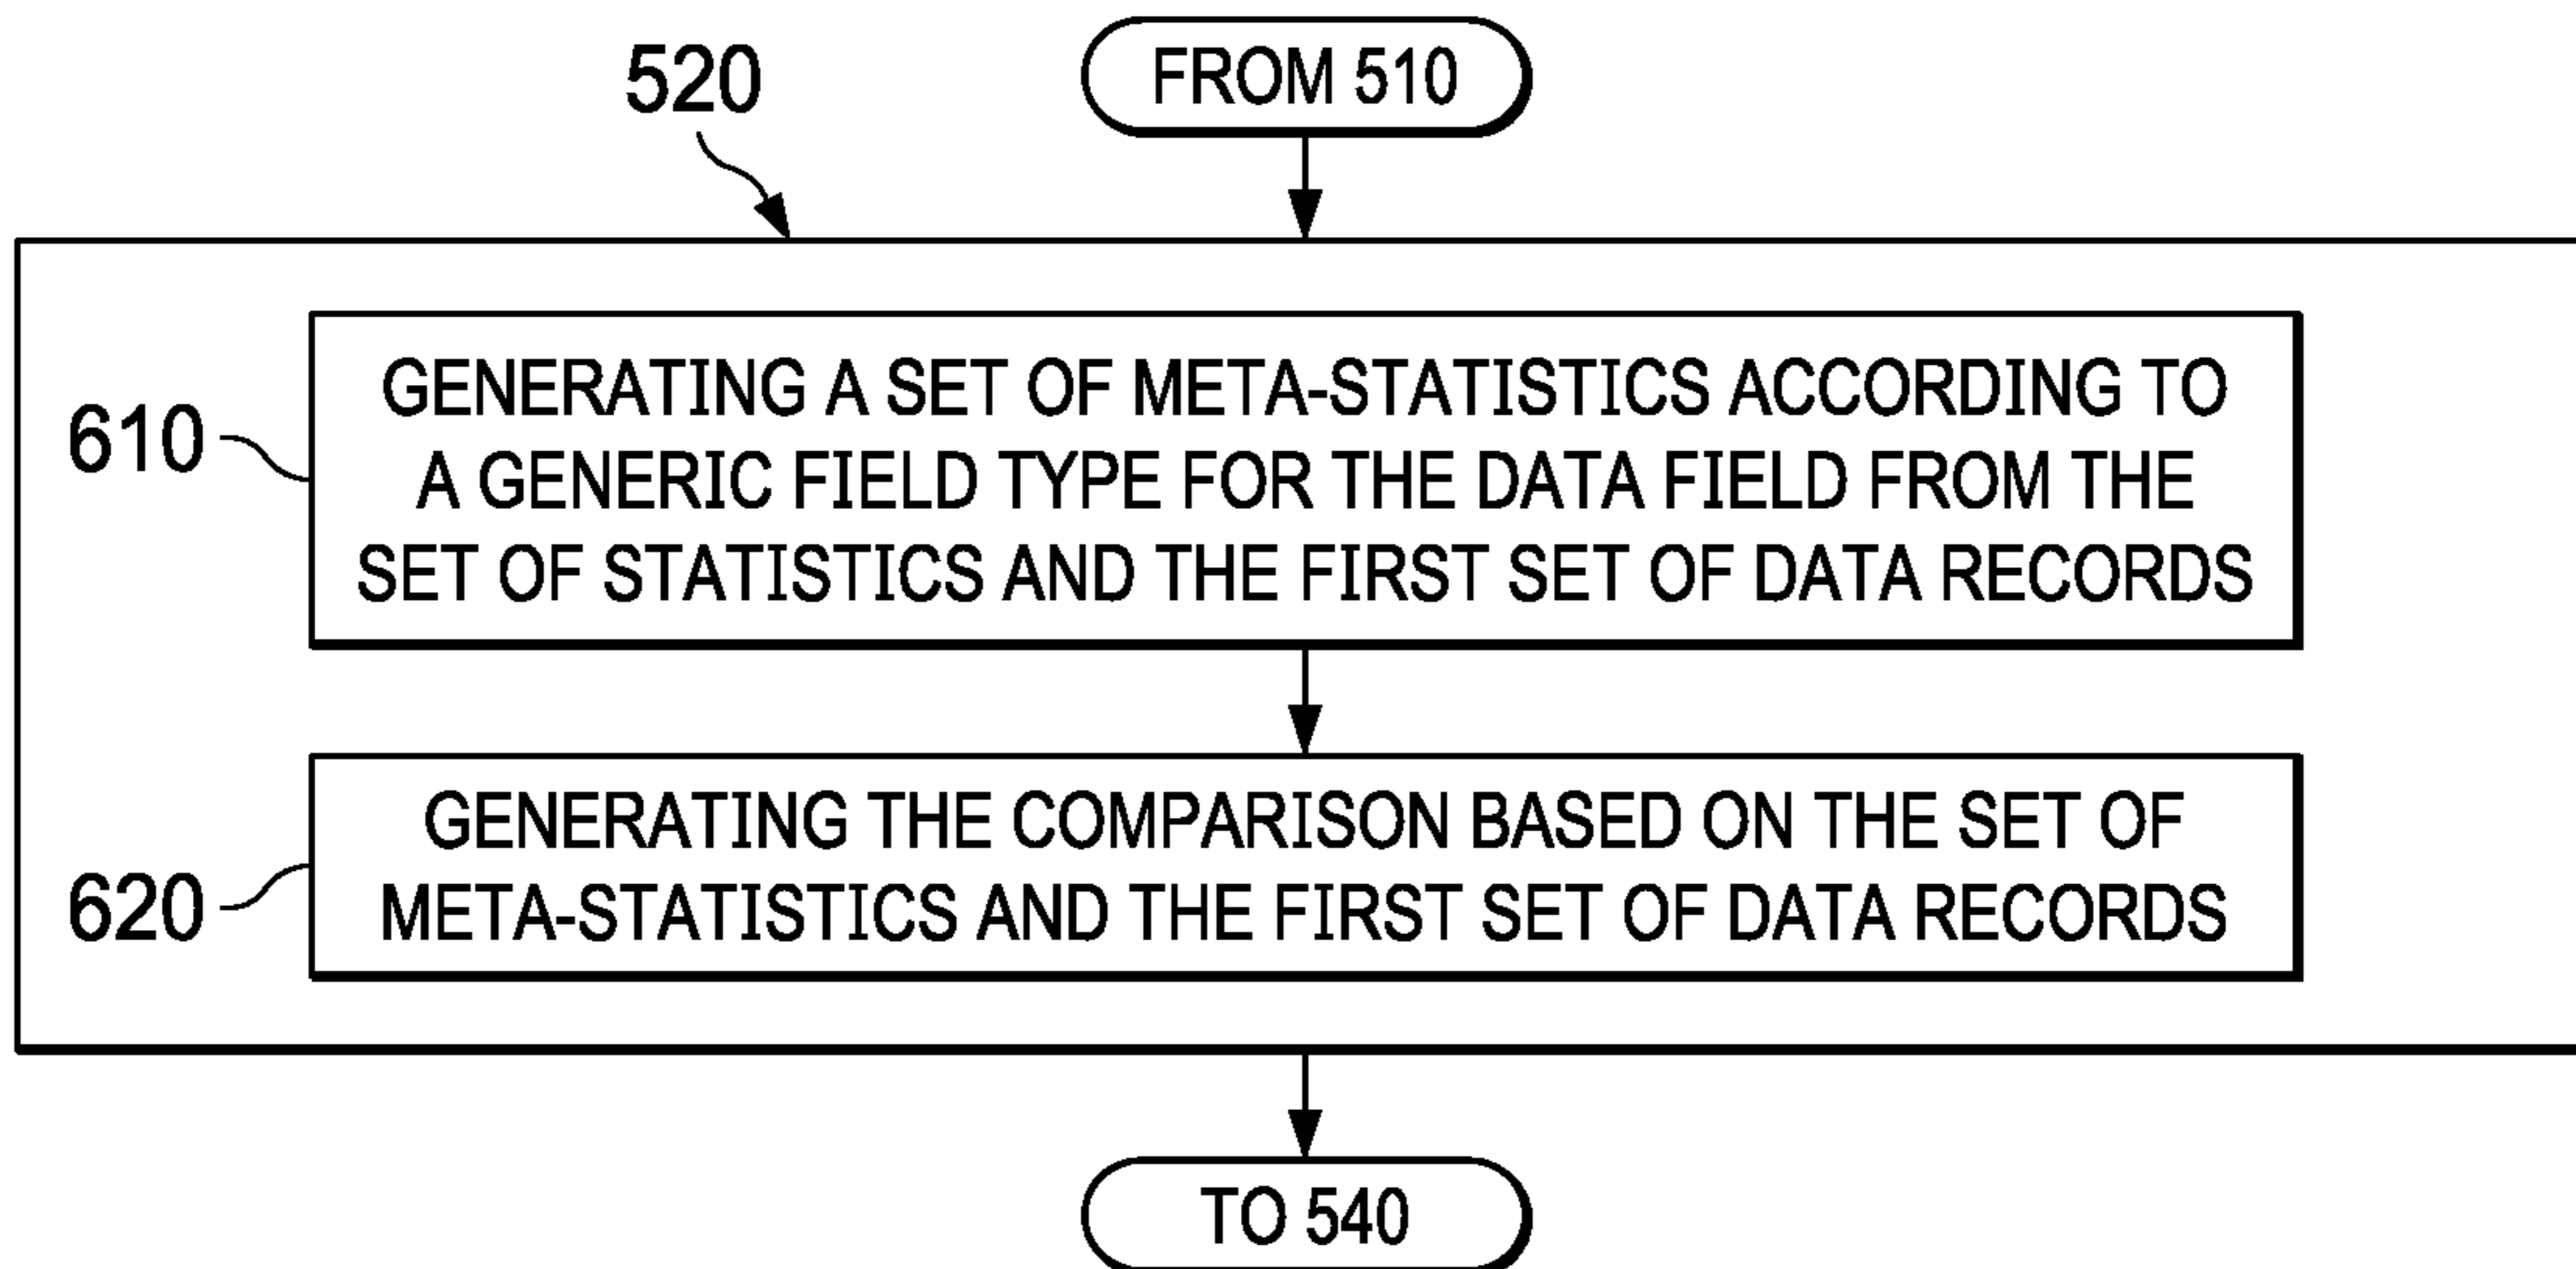 520
FROM 510
610
GENERATING A SET OF META-STATISTICS ACCORDING TO
A GENERIC FIELD TYPE FOR THE DATA FIELD FROM THE
SET OF STATISTICS AND THE FIRST SET OF DATA RECORDS
620
GENERATING THE COMPARISON BASED ON THE SET OF
META-STATISTICS AND THE FIRST SET OF DATA RECORDS
TO 540